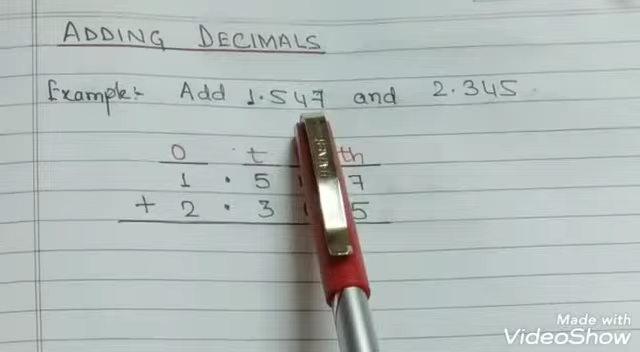 ADDING DECIMALS
Example:- Add 1.547 and 2.345.
O t th
1 . 5 7
+ 2 . 3 5
Made with
VideoShow